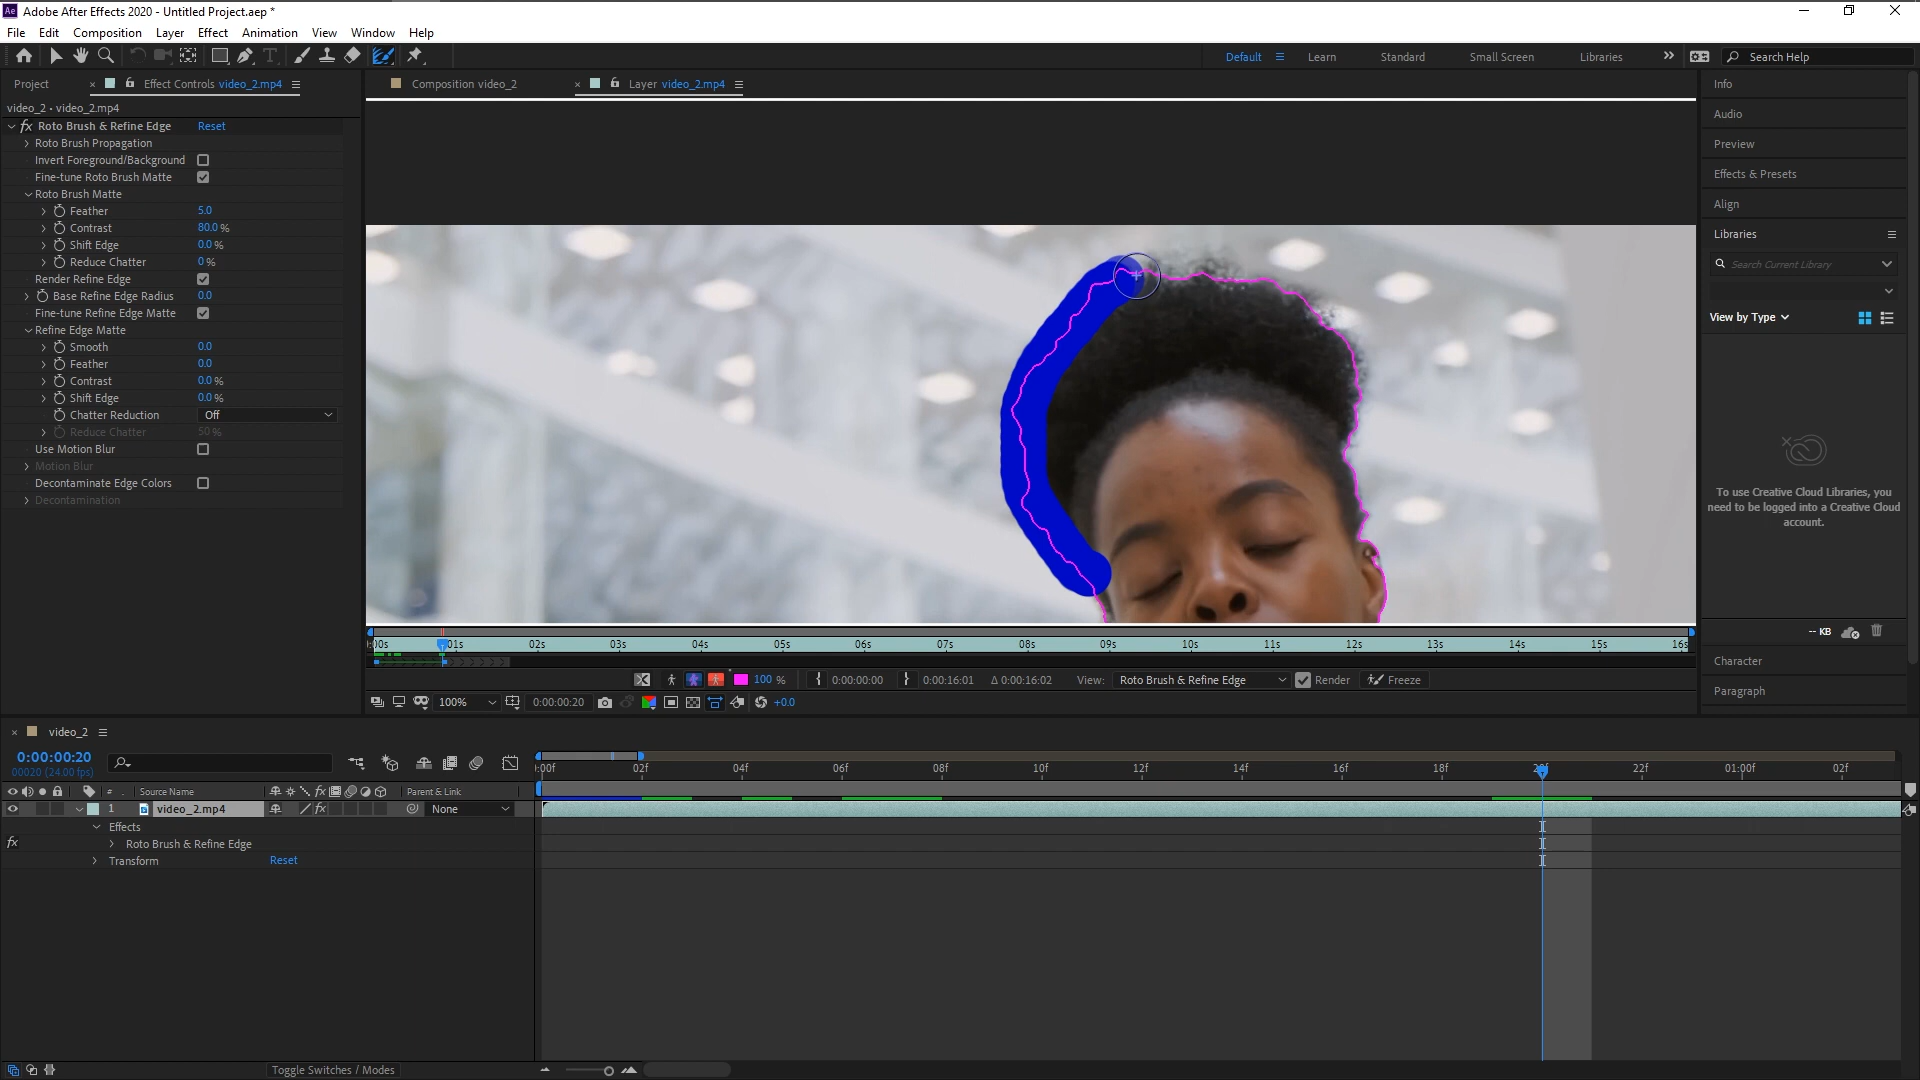 Ae Adobe After Effects 2020 - Untitled Project.aep *
File Edit Composition Layer Effect Animation View Window Help
Default Learn Standard Small Screen Libraries Search Help
Project Effect Controls video_2.mp4
Composition video_2 Layer video_2.mp4
video_2 • video_2.mp4
fx Roto Brush & Refine Edge Reset
Roto Brush Propagation
Invert Foreground/Background
Fine-tune Roto Brush Matte
Roto Brush Matte
Feather 5.0
Contrast 80.0 %
Shift Edge 0.0 %
Reduce Chatter 0 %
Render Refine Edge
Base Refine Edge Radius 0.0
Fine-tune Refine Edge Matte
Refine Edge Matte
Smooth 0.0
Feather 0.0
Contrast 0.0 %
Shift Edge 0.0 %
Chatter Reduction Off
Reduce Chatter 50 %
Use Motion Blur
Motion Blur
Decontaminate Edge Colors
Decontamination
Info
Audio
Preview
Effects & Presets
Align
Libraries
Search Current Library
View by Type
To use Creative Cloud Libraries, you
need to be logged into a Creative Cloud
account.
-- KB
Character
Paragraph
00s 01s 02s 03s 04s 05s 06s 07s 08s 09s 10s 11s 12s 13s 14s 15s 16s
100 % 0:00:00:00 0:00:16:01 Δ 0:00:16:02 View: Roto Brush & Refine Edge Render Freeze
100% 0:00:00:20 +0.0
video_2
0:00:00:20
00020 (24.00 fps)
:00f 02f 04f 06f 08f 10f 12f 14f 16f 18f 20f 22f 01:00f 02f
# . Source Name fx Parent & Link
1 video_2.mp4 fx None
Effects
fx Roto Brush & Refine Edge
Transform Reset
Toggle Switches / Modes